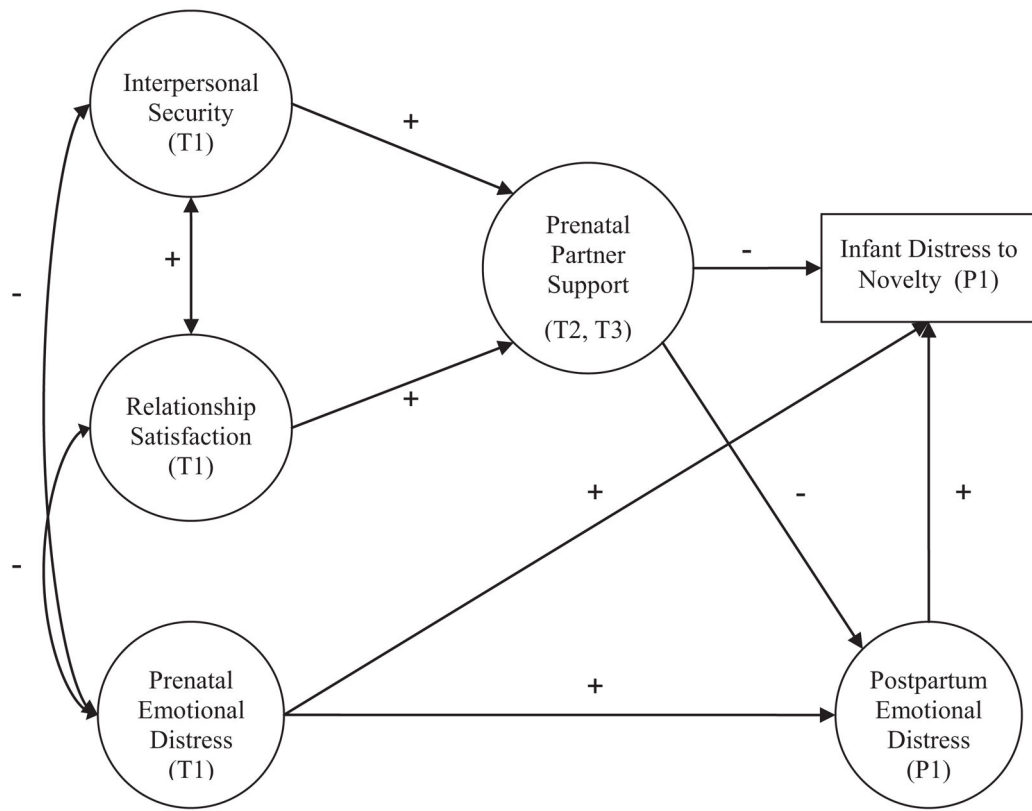 Interpersonal
Security
(T1)
+
Prenatal
Partner
Support
(T2, T3)
-
Infant Distress to
Novelty (P1)
+
-
Relationship
Satisfaction
(T1)
+
+
-
+
-
Prenatal
Emotional
Distress
(T1)
+
Postpartum
Emotional
Distress
(P1)